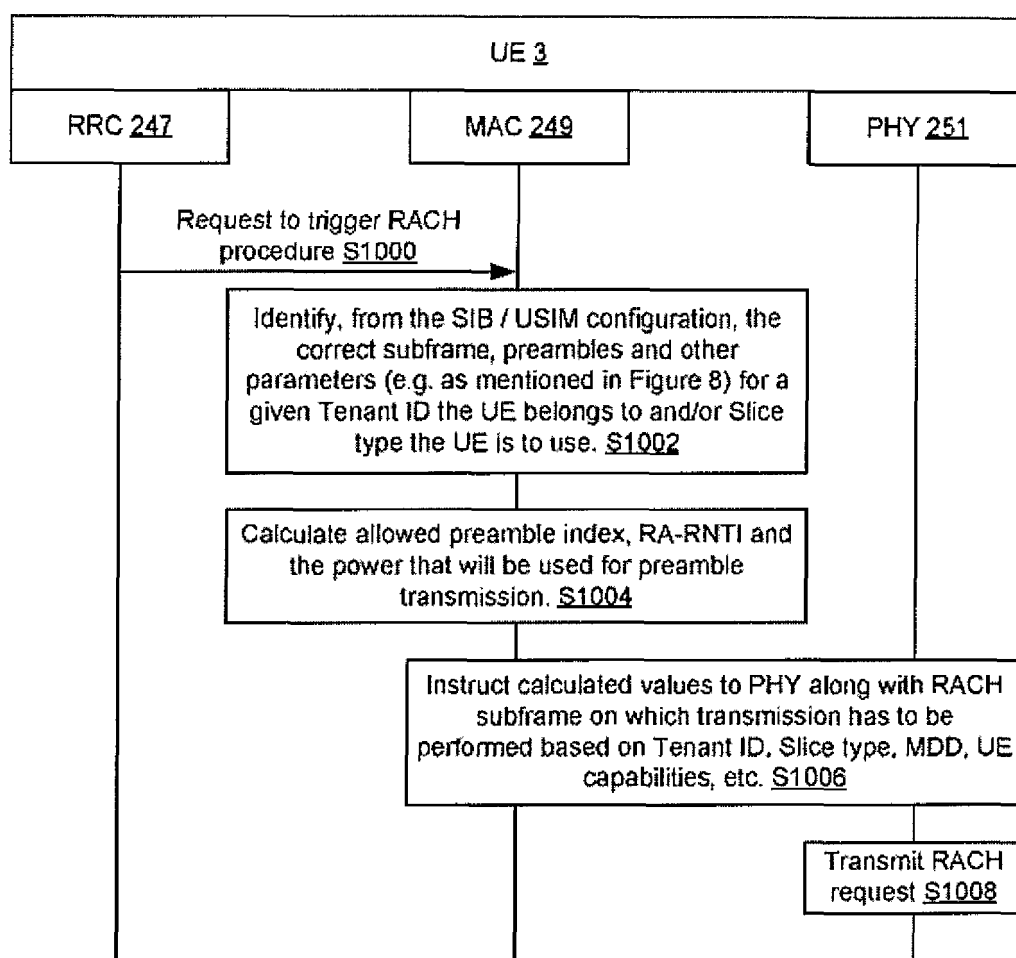 UE 3
RRC 247
MAC 249
PHY 251
Request to trigger RACH
procedure S1000
Identify, from the SIB / USIM configuration, the
correct subframe, preambles and other
parameters (e.g. as mentioned in Figure 8) for a
given Tenant ID the UE belongs to and/or Slice
type the UE is to use. S1002
Calculate allowed preamble index, RA-RNTI and
the power that will be used for preamble
transmission. S1004
Instruct calculated values to PHY along with RACH
subframe on which transmission has to be
performed based on Tenant ID, Slice type, MDD, UE
capabilities, etc. S1006
Transmit RACH
request S1008